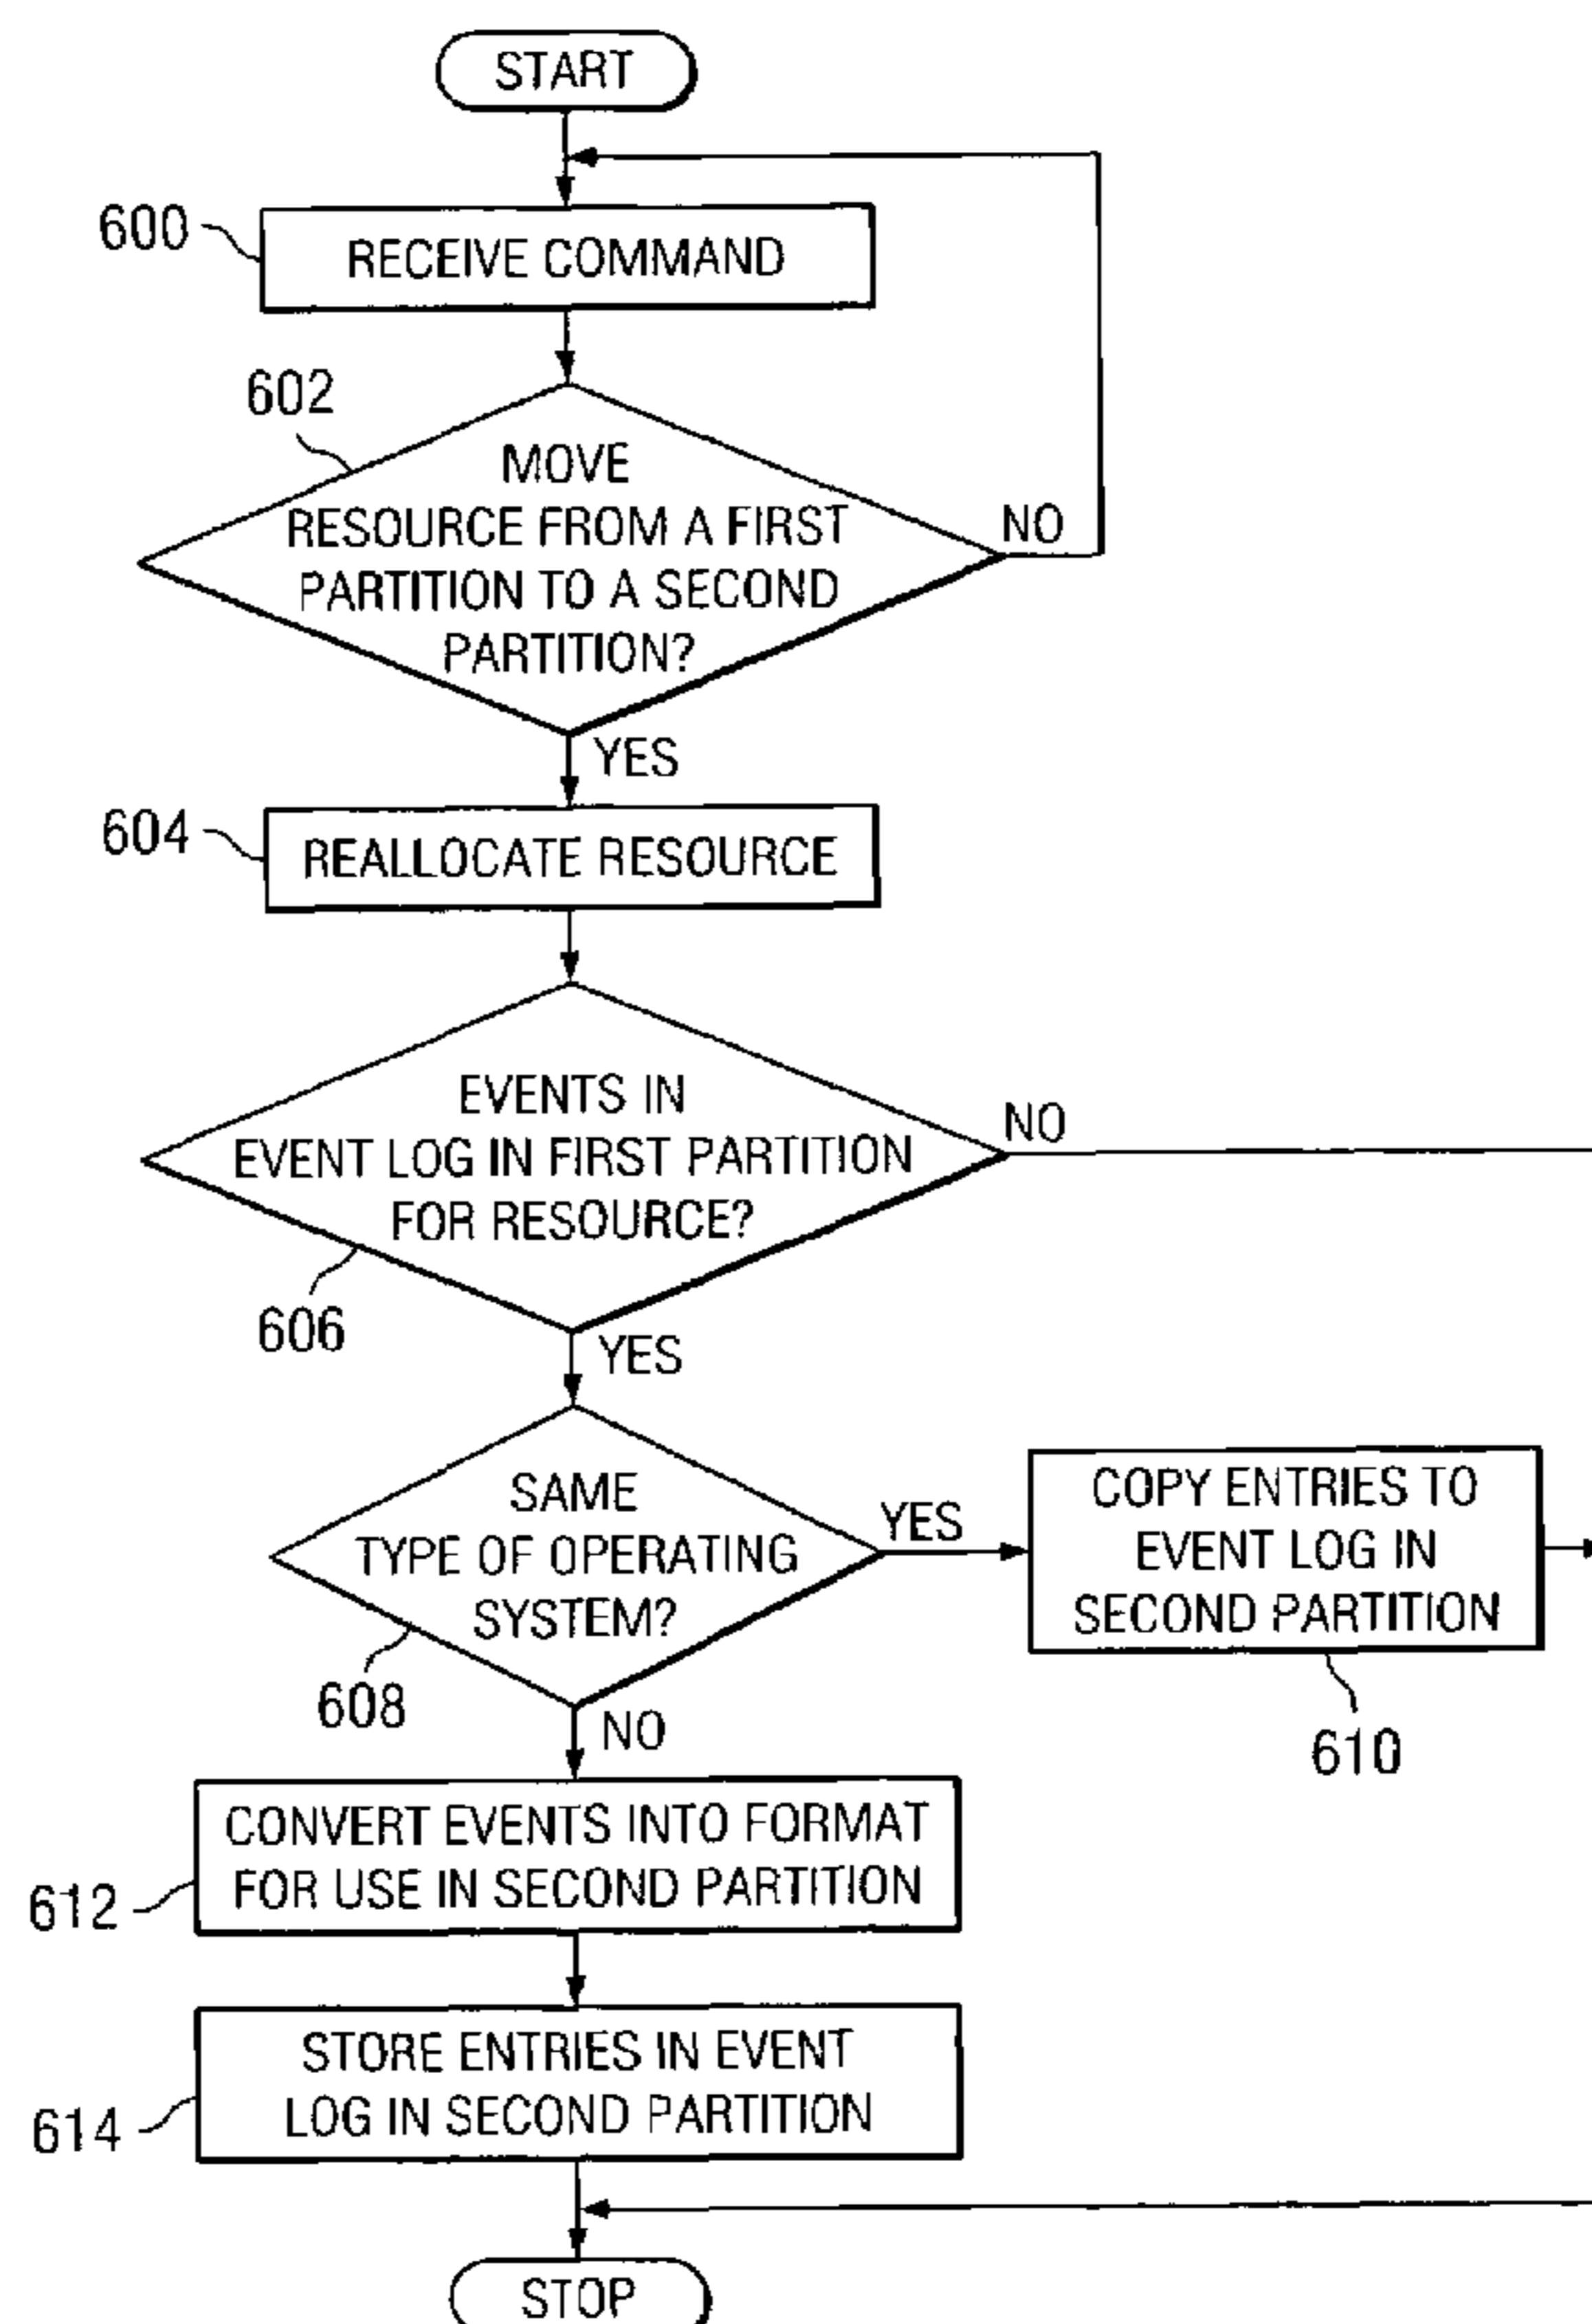 START
600
RECEIVE COMMAND
602
MOVE
RESOURCE FROM A FIRST
PARTITION TO A SECOND
PARTITION?
NO
YES
604
REALLOCATE RESOURCE
EVENTS IN
EVENT LOG IN FIRST PARTITION
FOR RESOURCE?
NO
606
YES
SAME
TYPE OF OPERATING
SYSTEM?
YES
608
NO
COPY ENTRIES TO
EVENT LOG IN
SECOND PARTITION
610
CONVERT EVENTS INTO FORMAT
FOR USE IN SECOND PARTITION
612
STORE ENTRIES IN EVENT
LOG IN SECOND PARTITION
614
STOP